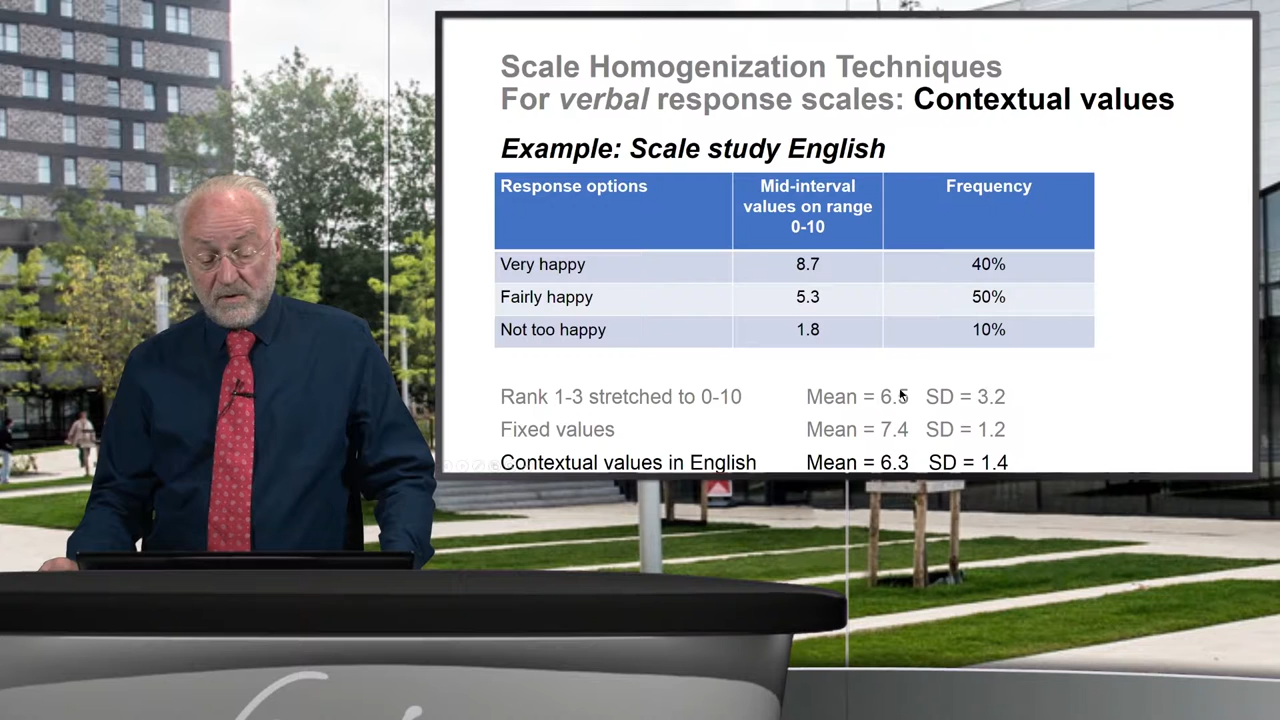 Scale Homogenization Techniques
For verbal response scales: Contextual values
Example: Scale study English
Response options Mid-interval values on range 0-10 Frequency
Very happy 8.7 40%
Fairly happy 5.3 50%
Not too happy 1.8 10%
Rank 1-3 stretched to 0-10 Mean = 6.5 SD = 3.2
Fixed values Mean = 7.4 SD = 1.2
Contextual values in English Mean = 6.3 SD = 1.4